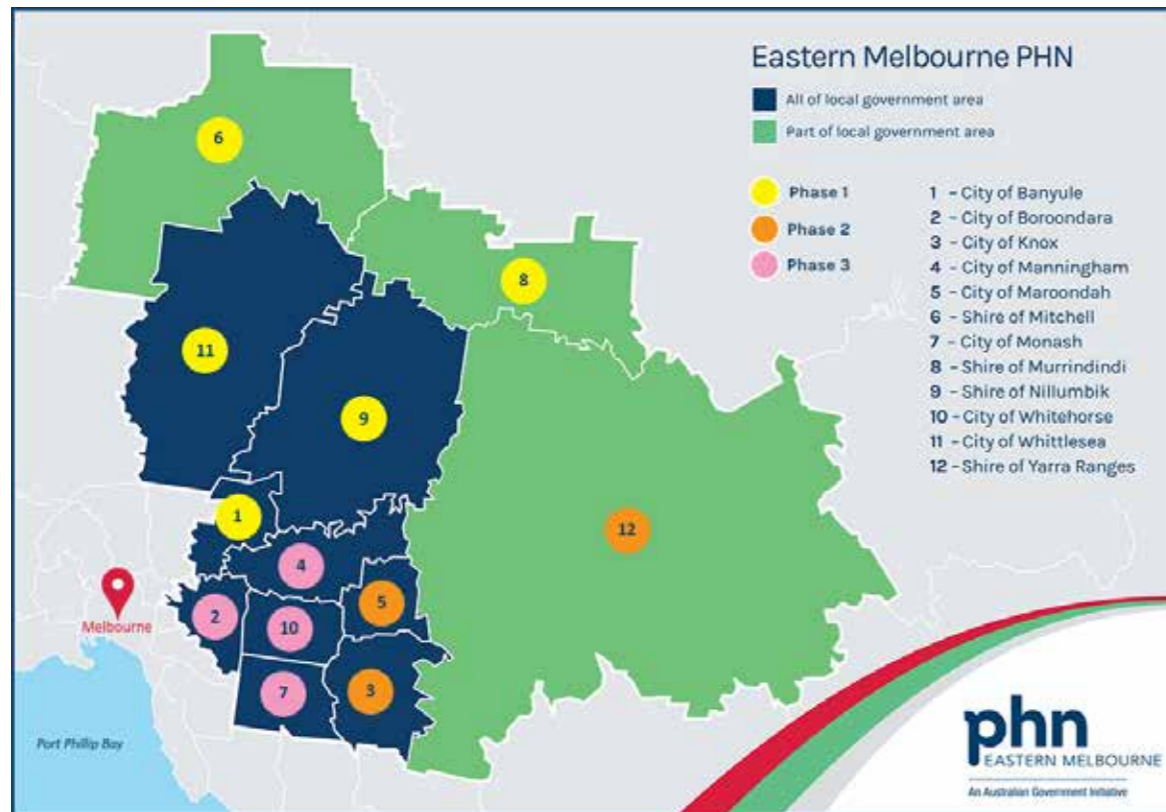 Eastern Melbourne PHN
All of local government area
Part of local government area
Phase 1
Phase 2
Phase 3
1 – City of Banyule
2 – City of Boroondara
3 – City of Knox
4 – City of Manningham
5 – City of Maroondah
6 – Shire of Mitchell
7 – City of Monash
8 – Shire of Murrindindi
9 – Shire of Nillumbik
10 – City of Whitehorse
11 – City of Whittlesea
12 – Shire of Yarra Ranges
6
8
11
9
1
12
4
5
2
10
7
3
Melbourne
Port Phillip Bay
phn
EASTERN MELBOURNE
An Australian Government Initiative